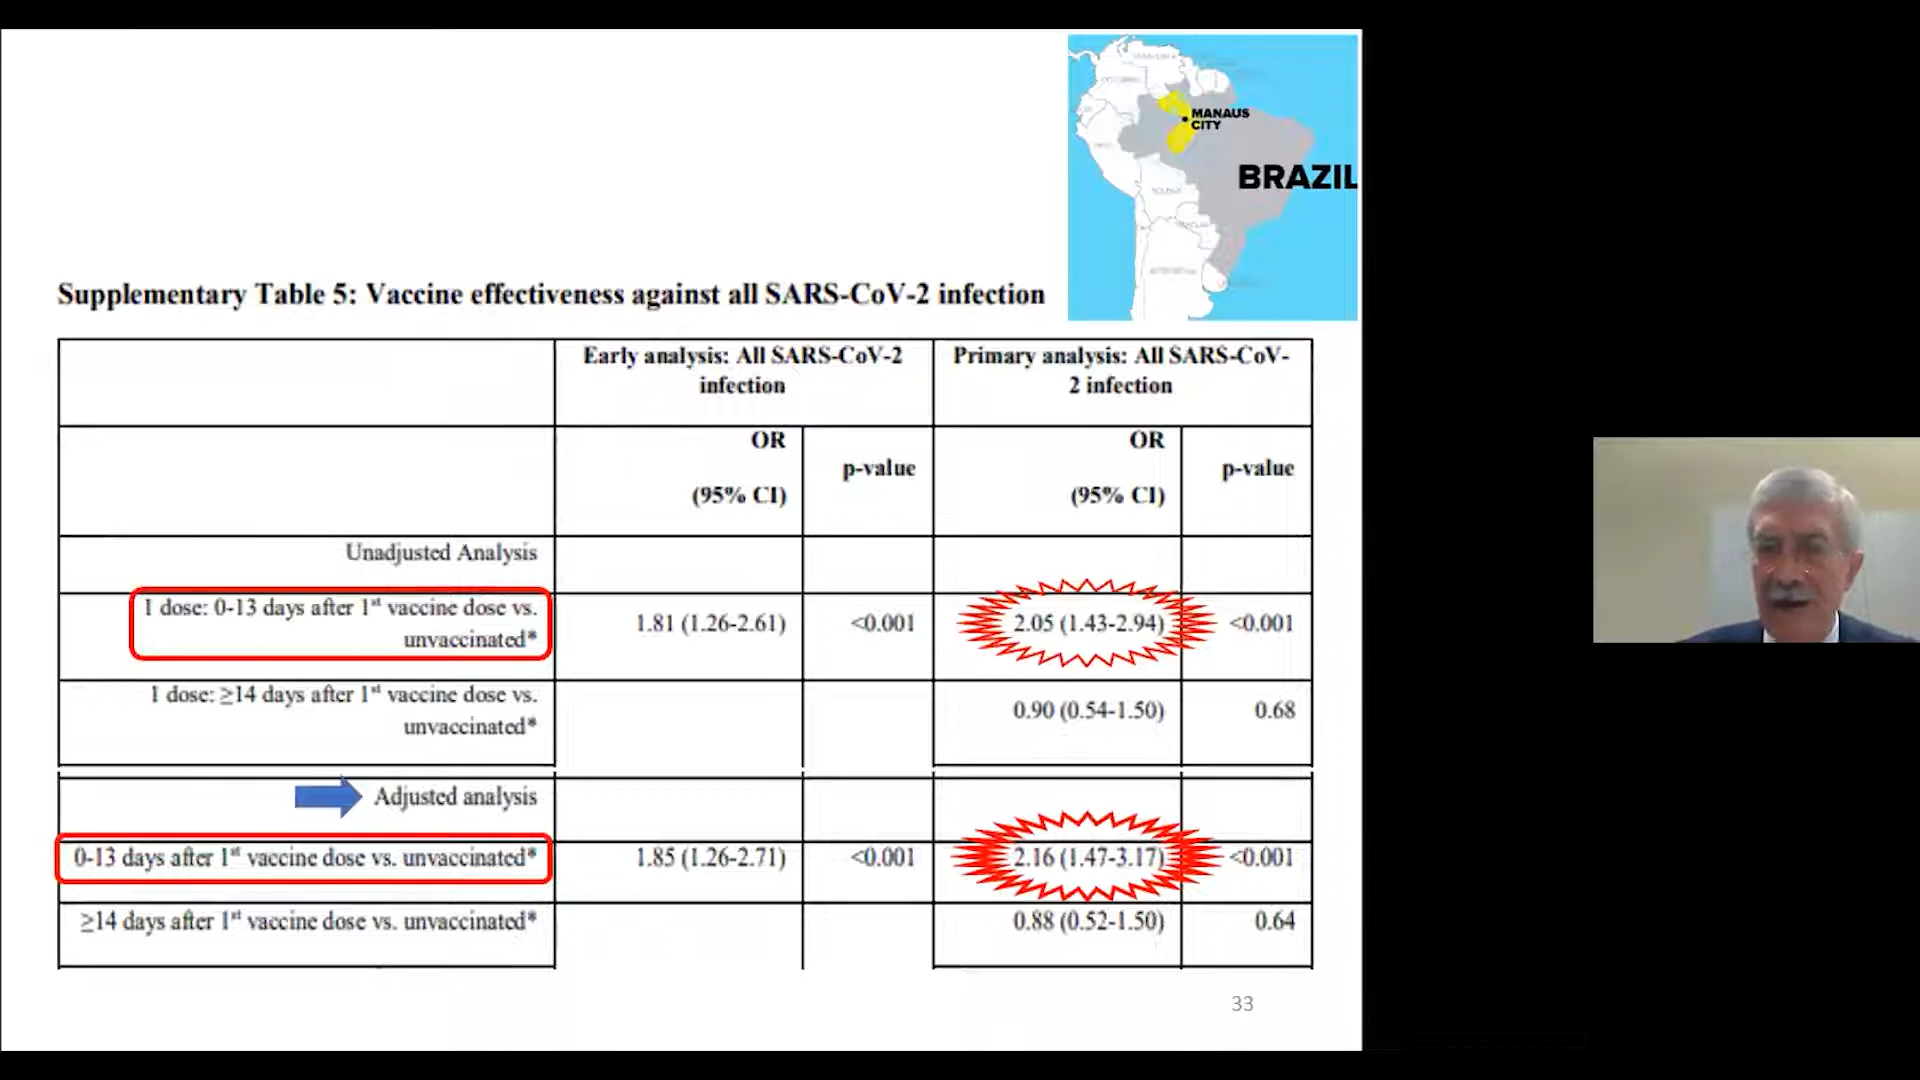 MANAUS
CITY
BRAZIL
Supplementary Table 5: Vaccine effectiveness against all SARS-CoV-2 infection
Early analysis: All SARS-CoV-2
infection
Primary analysis: All SARS-CoV-
2 infection
OR
(95% CI)
p-value
OR
(95% CI)
p-value
Unadjusted Analysis
1 dose: 0-13 days after 1st vaccine dose vs.
unvaccinated*
1.81 (1.26-2.61)
<0.001
2.05 (1.43-2.94)
<0.001
1 dose: ≥14 days after 1st vaccine dose vs.
unvaccinated*
0.90 (0.54-1.50)
0.68
Adjusted analysis
0-13 days after 1st vaccine dose vs. unvaccinated*
1.85 (1.26-2.71)
<0.001
2.16 (1.47-3.17)
<0.001
≥14 days after 1st vaccine dose vs. unvaccinated*
0.88 (0.52-1.50)
0.64
33